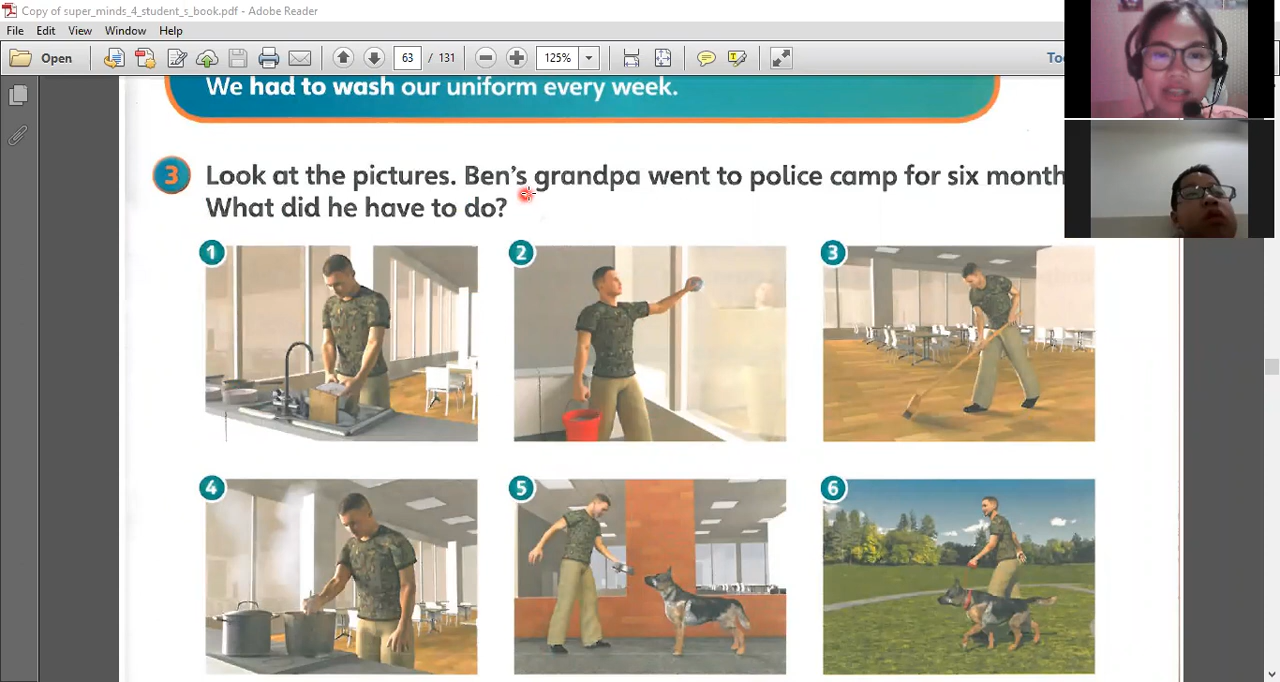 Copy of super_minds_4_student_s_book.pdf - Adobe Reader
File Edit View Window Help
Open 63 / 131 125%
We had to wash our uniform every week.
3 Look at the pictures. Ben's grandpa went to police camp for six month
What did he have to do?
1 2 3
4 5 6